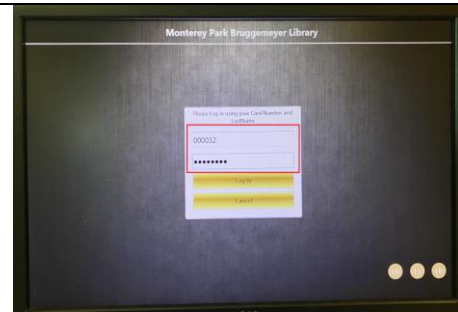 Monterey Park Bruggemeyer Library
Please Log In using your Card Number and
LastName
000032
••••••••
Log In
Cancel